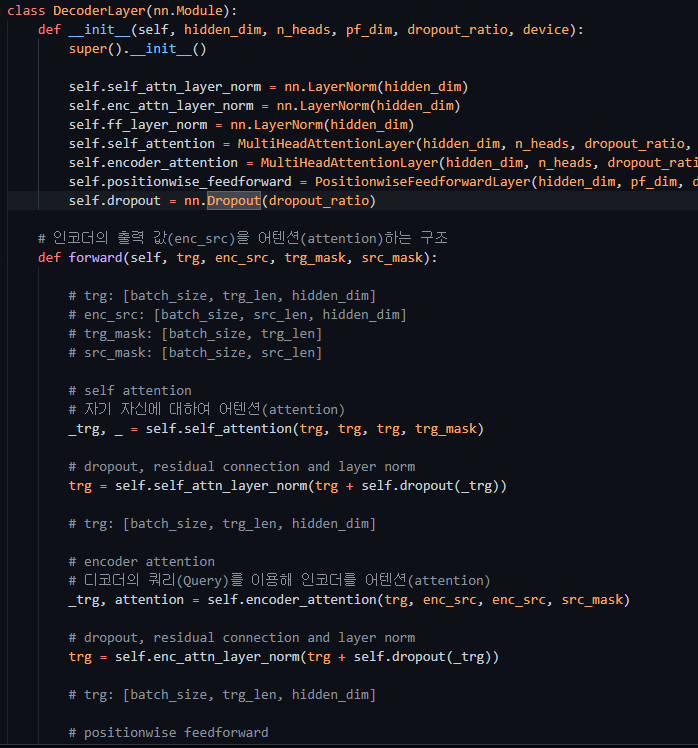 class DecoderLayer(nn.Module):
def __init__(self, hidden_dim, n_heads, pf_dim, dropout_ratio, device):
super().__init__()
self.self_attn_layer_norm = nn.LayerNorm(hidden_dim)
self.enc_attn_layer_norm = nn.LayerNorm(hidden_dim)
self.ff_layer_norm = nn.LayerNorm(hidden_dim)
self.self_attention = MultiHeadAttentionLayer(hidden_dim, n_heads, dropout_ratio,
self.encoder_attention = MultiHeadAttentionLayer(hidden_dim, n_heads, dropout_rati
self.positionwise_feedforward = PositionwiseFeedforwardLayer(hidden_dim, pf_dim, d
self.dropout = nn.Dropout(dropout_ratio)
# 인코더의 출력 값(enc_src)을 어텐션(attention)하는 구조
def forward(self, trg, enc_src, trg_mask, src_mask):
# trg: [batch_size, trg_len, hidden_dim]
# enc_src: [batch_size, src_len, hidden_dim]
# trg_mask: [batch_size, trg_len]
# src_mask: [batch_size, src_len]
# self attention
# 자기 자신에 대하여 어텐션(attention)
_trg, _ = self.self_attention(trg, trg, trg, trg_mask)
# dropout, residual connection and layer norm
trg = self.self_attn_layer_norm(trg + self.dropout(_trg))
# trg: [batch_size, trg_len, hidden_dim]
# encoder attention
# 디코더의 쿼리(Query)를 이용해 인코더를 어텐션(attention)
_trg, attention = self.encoder_attention(trg, enc_src, enc_src, src_mask)
# dropout, residual connection and layer norm
trg = self.enc_attn_layer_norm(trg + self.dropout(_trg))
# trg: [batch_size, trg_len, hidden_dim]
# positionwise feedforward